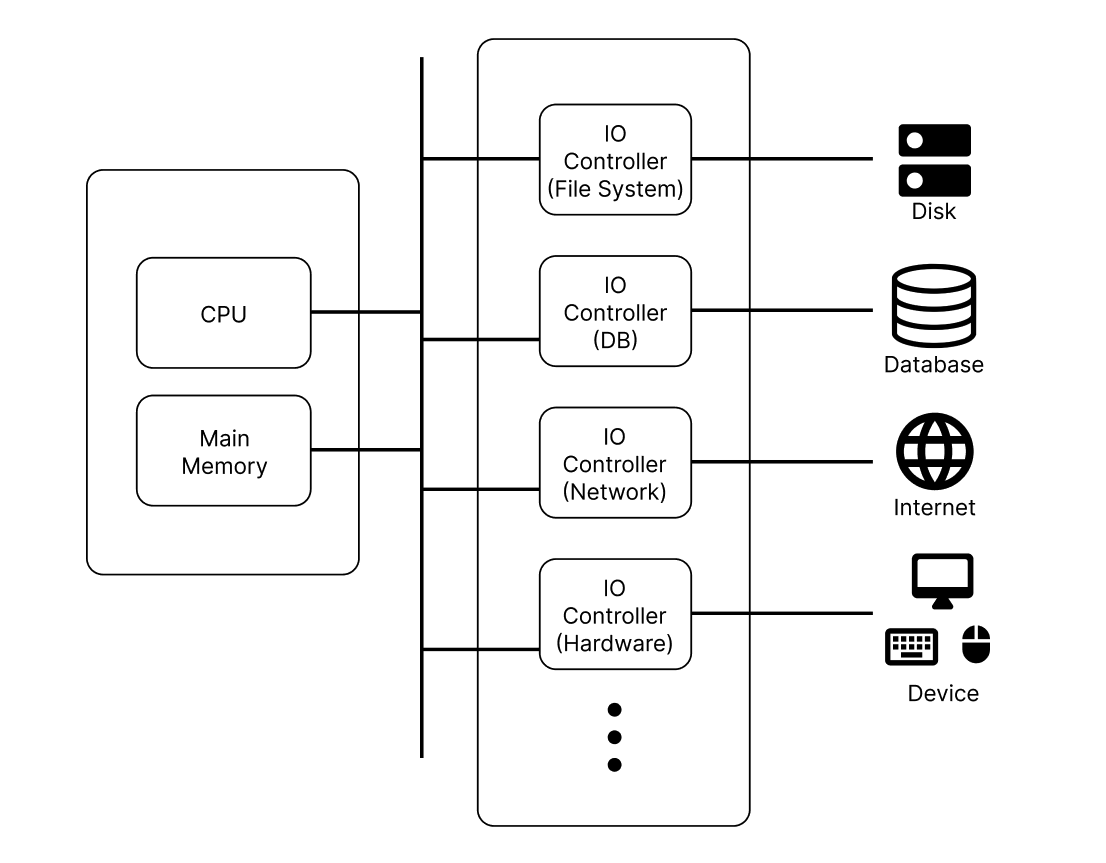 CPU
Main
Memory
IO
Controller
(File System)
IO
Controller
(DB)
IO
Controller
(Network)
IO
Controller
(Hardware)
Disk
Database
Internet
Device